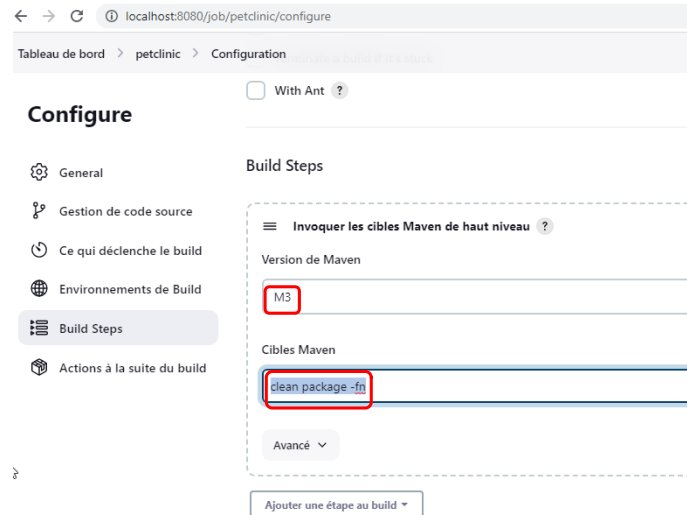 localhost:8080/job/petclinic/configure
Tableau de bord > petclinic > Configuration
Configure
With Ant ?
General
Gestion de code source
Ce qui déclenche le build
Environnements de Build
Build Steps
Actions à la suite du build
Build Steps
Invoquer les cibles Maven de haut niveau ?
Version de Maven
M3
Cibles Maven
clean package -fn
Avancé
Ajouter une étape au build